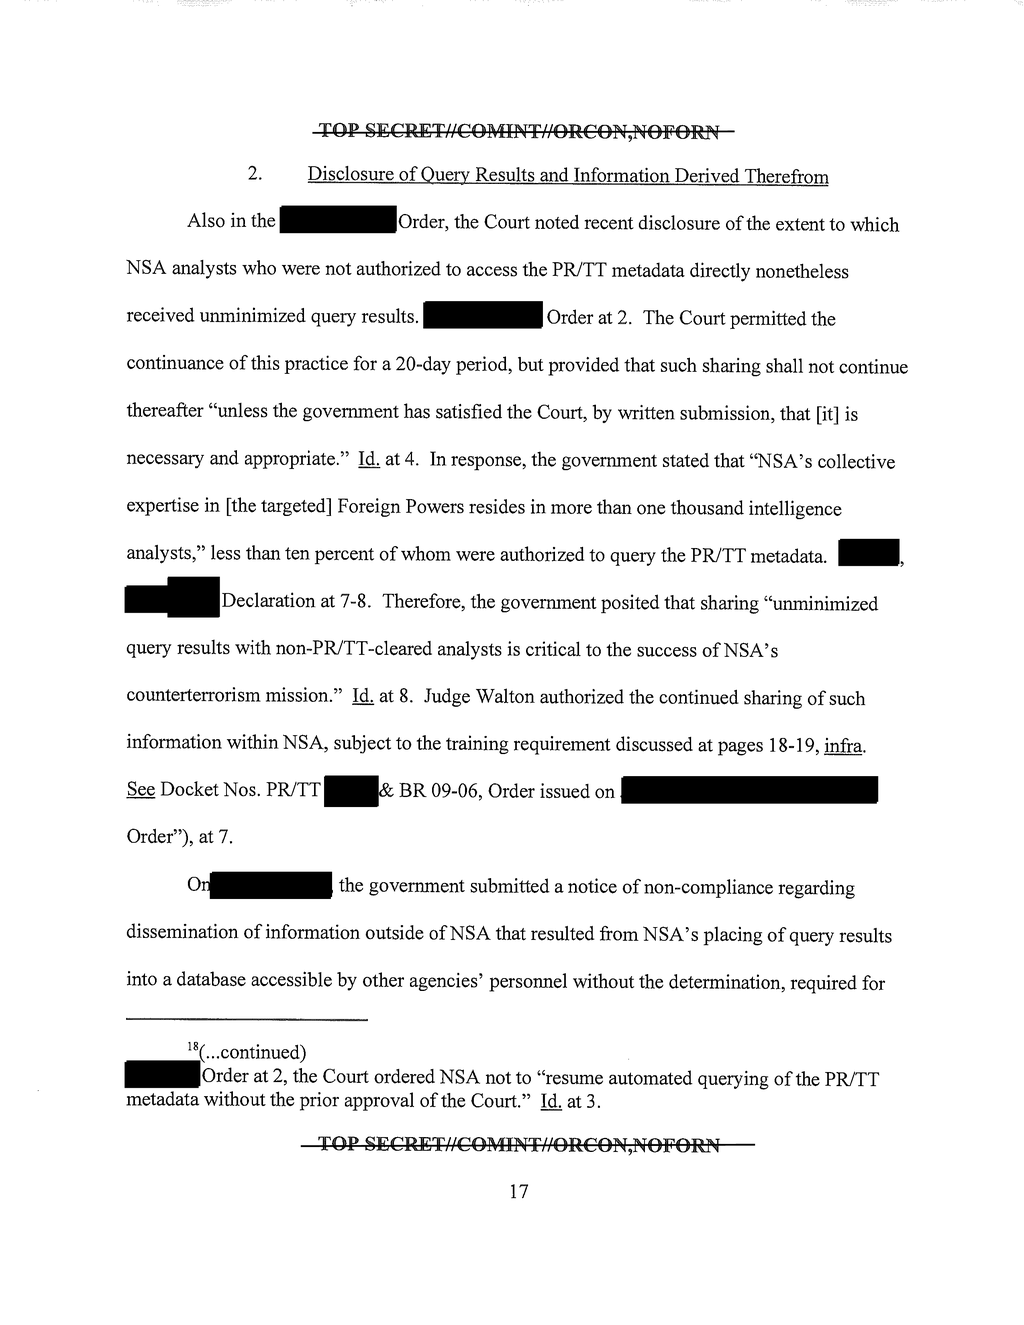 TOP SECRET//COMINT//ORCON,NOFORN
2. Disclosure of Query Results and Information Derived Therefrom
Also in the Order, the Court noted recent disclosure of the extent to which
NSA analysts who were not authorized to access the PR/TT metadata directly nonetheless
received unminimized query results. Order at 2. The Court permitted the
continuance of this practice for a 20-day period, but provided that such sharing shall not continue
thereafter “unless the government has satisfied the Court, by written submission, that [it] is
necessary and appropriate.” Id. at 4. In response, the government stated that “NSA’s collective
expertise in [the targeted] Foreign Powers resides in more than one thousand intelligence
analysts,” less than ten percent of whom were authorized to query the PR/TT metadata. ,
Declaration at 7-8. Therefore, the government posited that sharing “unminimized
query results with non-PR/TT-cleared analysts is critical to the success of NSA’s
counterterrorism mission.” Id. at 8. Judge Walton authorized the continued sharing of such
information within NSA, subject to the training requirement discussed at pages 18-19, infra.
See Docket Nos. PR/TT & BR 09-06, Order issued on
Order”), at 7.
On , the government submitted a notice of non-compliance regarding
dissemination of information outside of NSA that resulted from NSA’s placing of query results
into a database accessible by other agencies’ personnel without the determination, required for
18(...continued)
Order at 2, the Court ordered NSA not to “resume automated querying of the PR/TT
metadata without the prior approval of the Court.” Id. at 3.
TOP SECRET//COMINT//ORCON,NOFORN
17